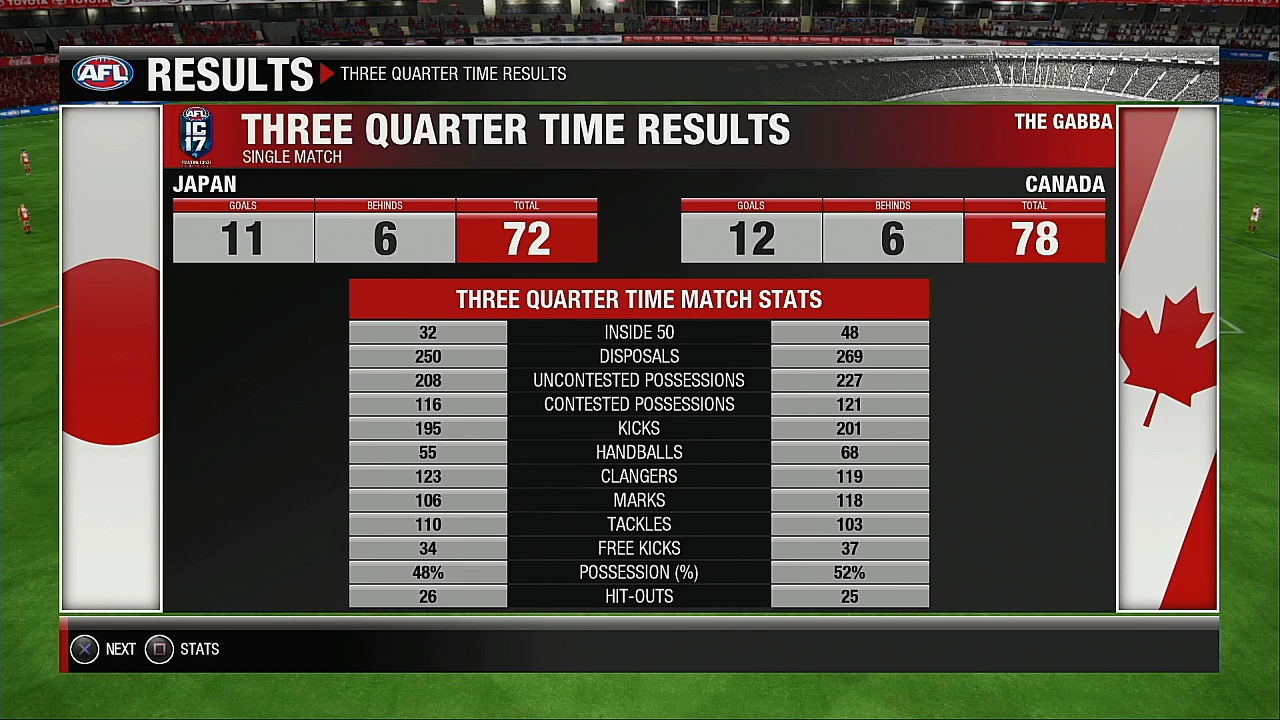 AFL RESULTS THREE QUARTER TIME RESULTS
AFL IC 17 THREE QUARTER TIME RESULTS THE GABBA
SINGLE MATCH
JAPAN CANADA
GOALS BEHINDS TOTAL GOALS BEHINDS TOTAL
11 6 72 12 6 78
THREE QUARTER TIME MATCH STATS
32 INSIDE 50 48
250 DISPOSALS 269
208 UNCONTESTED POSSESSIONS 227
116 CONTESTED POSSESSIONS 121
195 KICKS 201
55 HANDBALLS 68
123 CLANGERS 119
106 MARKS 118
110 TACKLES 103
34 FREE KICKS 37
48% POSSESSION (%) 52%
26 HIT-OUTS 25
NEXT STATS